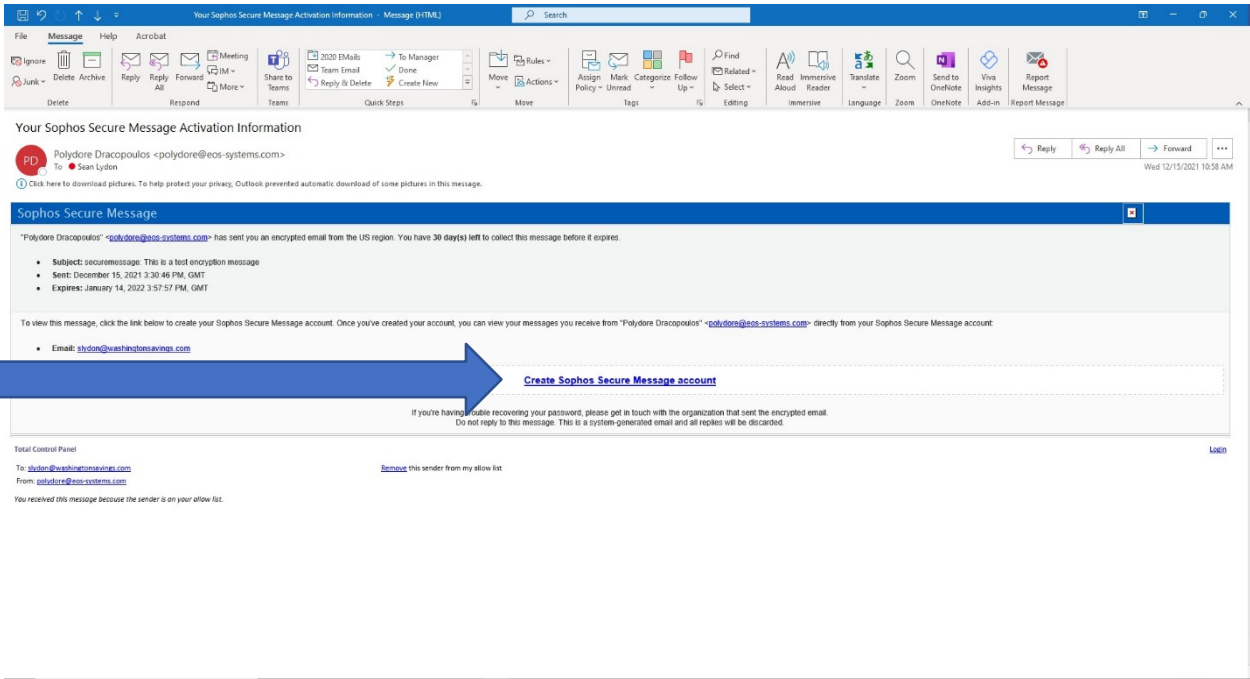 Your Sophos Secure Message Activation Information - Message (HTML)
Search
File Message Help Acrobat
Ignore
Junk
Delete
Archive
Reply
Reply All
Forward
Meeting
IM
More
Share to Teams
2020 EMails
Team Email
Reply & Delete
To Manager
Done
Create New
Move
Rules
Actions
Assign Policy
Mark Unread
Categorize
Follow Up
Find
Related
Select
Read Aloud
Immersive Reader
Translate
Zoom
Send to OneNote
Viva Insights
Report Message
Delete Respond Teams Quick Steps Move Tags Editing Immersive Language Zoom OneNote Add-in Report Message
Your Sophos Secure Message Activation Information
PD
Polydore Dracopoulos <polydore@eos-systems.com>
To Sean Lydon
Reply Reply All Forward
Wed 12/15/2021 10:58 AM
Click here to download pictures. To help protect your privacy, Outlook prevented automatic download of some pictures in this message.
Sophos Secure Message
"Polydore Dracopoulos" <polydore@eos-systems.com> has sent you an encrypted email from the US region. You have 30 day(s) left to collect this message before it expires.
• Subject: securemessage: This is a test encryption message
• Sent: December 15, 2021 3:30:46 PM, GMT
• Expires: January 14, 2022 3:57:57 PM, GMT
To view this message, click the link below to create your Sophos Secure Message account. Once you've created your account, you can view your messages you receive from "Polydore Dracopoulos" <polydore@eos-systems.com> directly from your Sophos Secure Message account:
• Email: slydon@washingtonsavings.com
Create Sophos Secure Message account
If you're having trouble recovering your password, please get in touch with the organization that sent the encrypted email.
Do not reply to this message. This is a system-generated email and all replies will be discarded.
Total Control Panel Login
To: slydon@washingtonsavings.com Remove this sender from my allow list
From: polydore@eos-systems.com
You received this message because the sender is on your allow list.